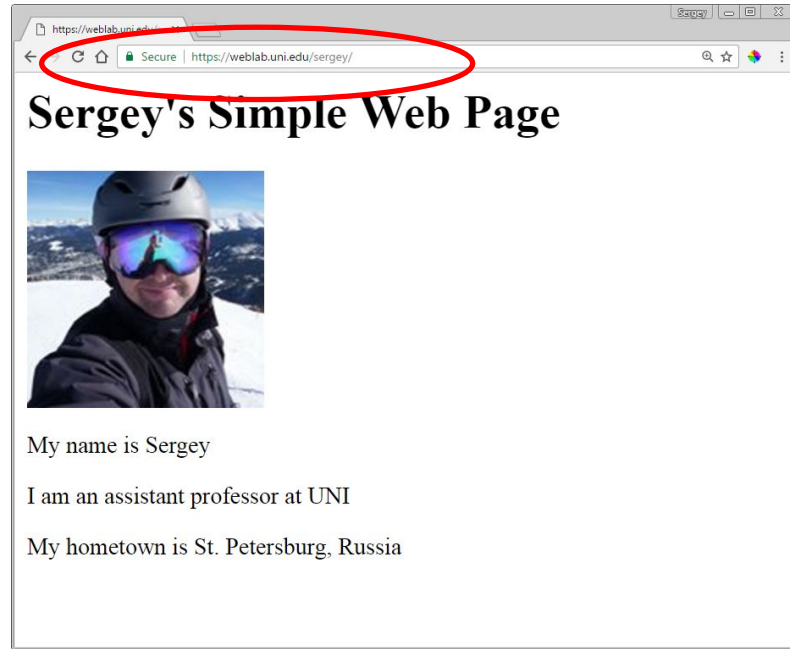 Sergey
https://weblab.uni.edu/
Secure | https://weblab.uni.edu/sergey/
Sergey's Simple Web Page
My name is Sergey
I am an assistant professor at UNI
My hometown is St. Petersburg, Russia